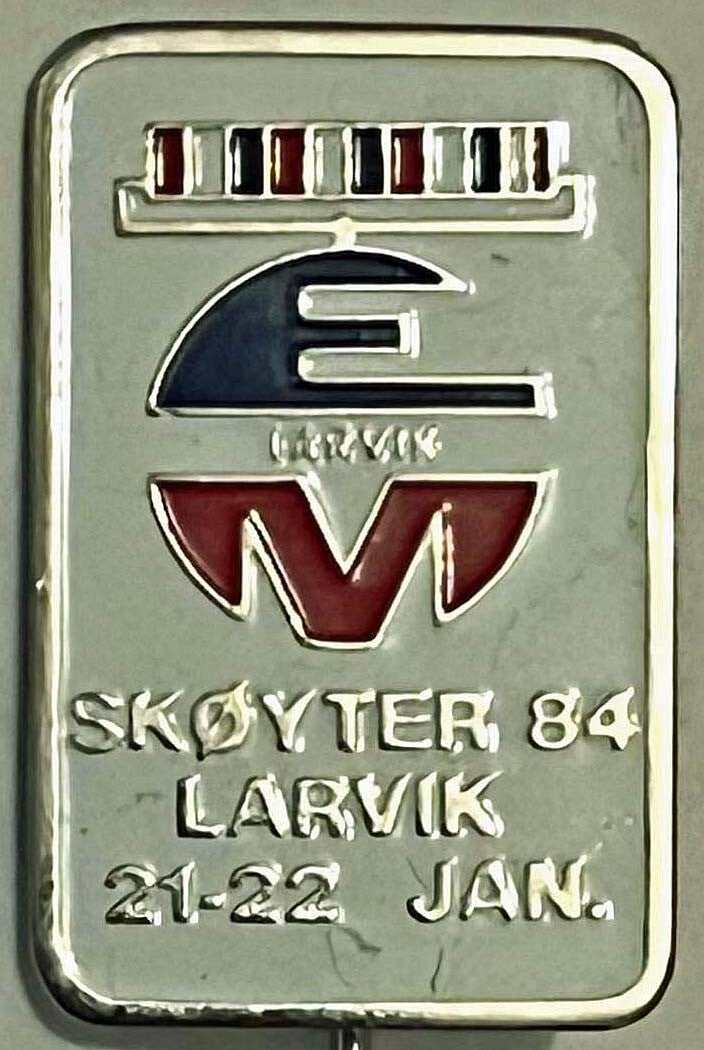 E
LARVIK
M
SKØYTER 84
LARVIK
21-22 JAN.